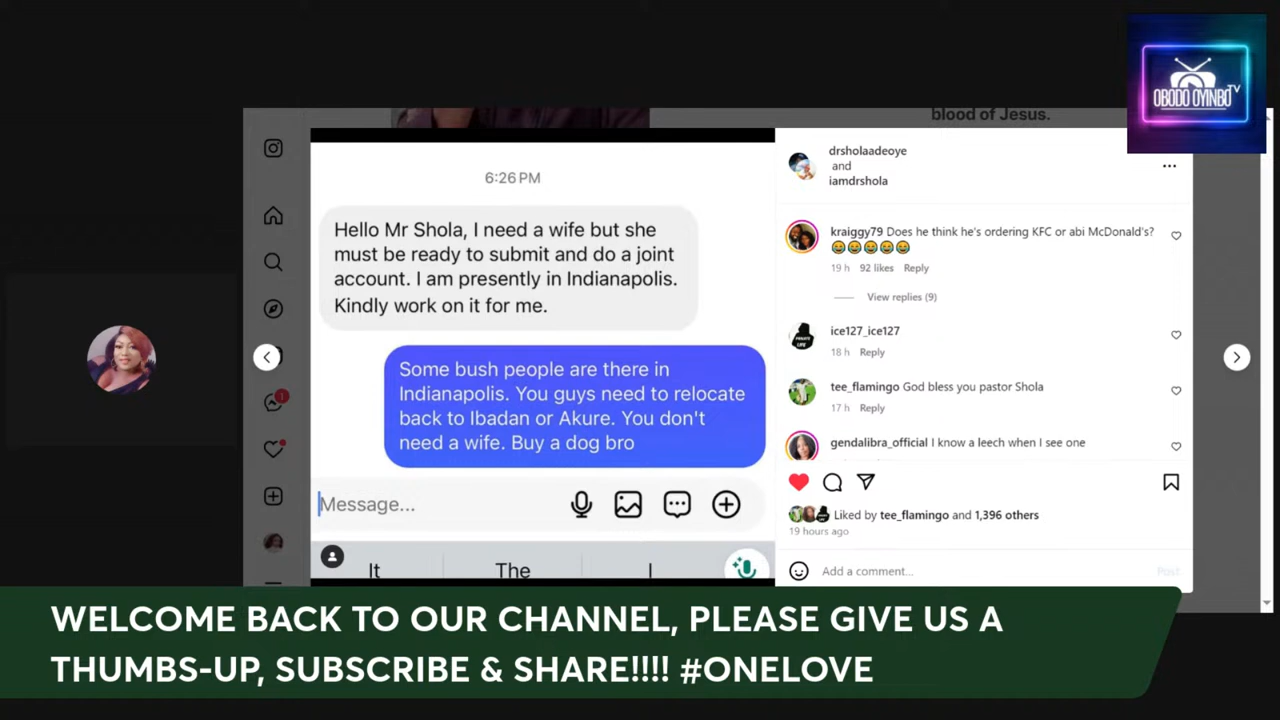 OBODO OYINBO TV
blood of Jesus.
6:26 PM
Hello Mr Shola, I need a wife but she
must be ready to submit and do a joint
account. I am presently in Indianapolis.
Kindly work on it for me.
Some bush people are there in
Indianapolis. You guys need to relocate
back to Ibadan or Akure. You don't
need a wife. Buy a dog bro
Message...
It
The
I
1
drsholaadeoye
and
iamdrshola
kraiggy79 Does he think he's ordering KFC or abi McDonald's?
😂😂😂😂😂
19 h 92 likes Reply
View replies (9)
ice127_ice127
18 h Reply
tee_flamingo God bless you pastor Shola
17 h Reply
gendalibra_official I know a leech when I see one
Liked by tee_flamingo and 1,396 others
19 hours ago
Add a comment...
Post
WELCOME BACK TO OUR CHANNEL, PLEASE GIVE US A
THUMBS-UP, SUBSCRIBE & SHARE!!!! #ONELOVE